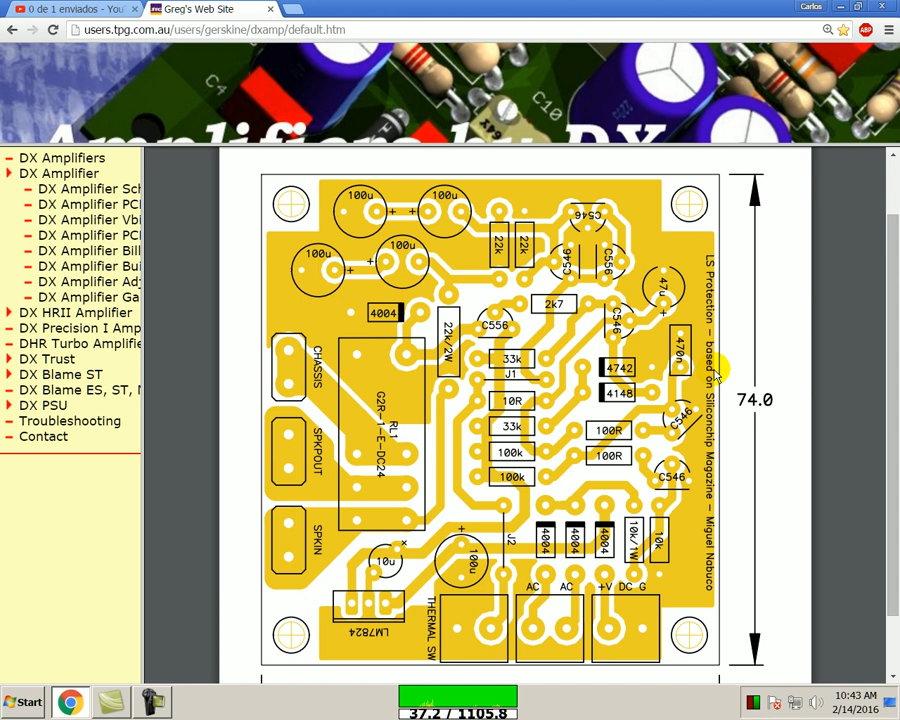 0 de 1 enviados - You
Greg's Web Site
Carlos
users.tpg.com.au/users/gerskine/dxamp/default.htm
ABP
C4
C10
Amplifiers by DX
DX Amplifiers
DX Amplifier
DX Amplifier Sch
DX Amplifier PCI
DX Amplifier Vbi
DX Amplifier PCI
DX Amplifier Bill
DX Amplifier Bui
DX Amplifier Adj
DX Amplifier Ga
DX HRII Amplifier
DX Precision I Amp
DHR Turbo Amplifie
DX Trust
DX Blame ST
DX Blame ES, ST, 
DX PSU
Troubleshooting
Contact
100u
+
+
100u
100u
+
100u
22k
22k
C546
C546
C556
47u
+
4004
22k/2W
C556
2k7
C546
470n
33k
J1
10R
33k
100k
100k
4742
4148
100R
100R
C546
C546
CHASSIS
SPKPOUT
SPKIN
RL1
G2R-1-E-DC24
10u
+
100u
J2
4004
4004
4004
10k/1W
10k
LM7824
THERMAL SW
AC
AC
+V DC G
LS Protection - based on Siliconchip Magazine - Miguel Nabuco
74.0
Start
37.2 / 1105.8
10:43 AM
2/14/2016